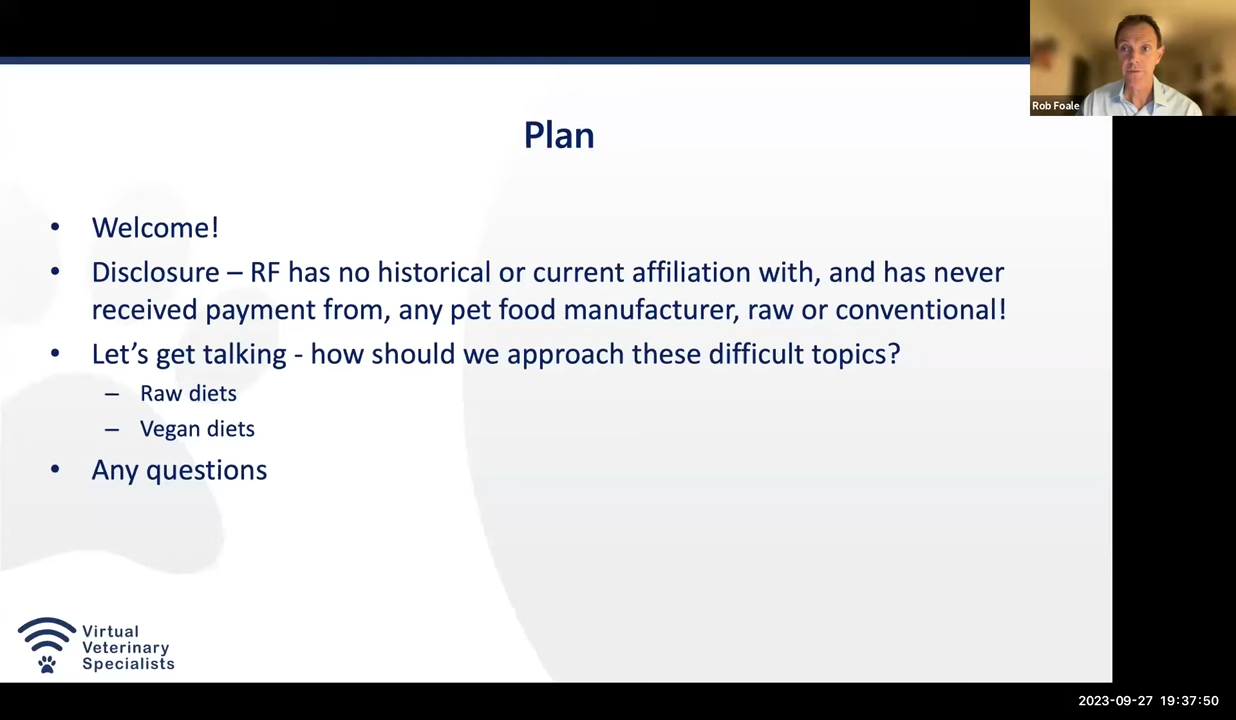 Rob Foale
Plan
• Welcome!
• Disclosure – RF has no historical or current affiliation with, and has never
received payment from, any pet food manufacturer, raw or conventional!
• Let’s get talking - how should we approach these difficult topics?
– Raw diets
– Vegan diets
• Any questions
Virtual
Veterinary
Specialists
2023-09-27 19:37:50